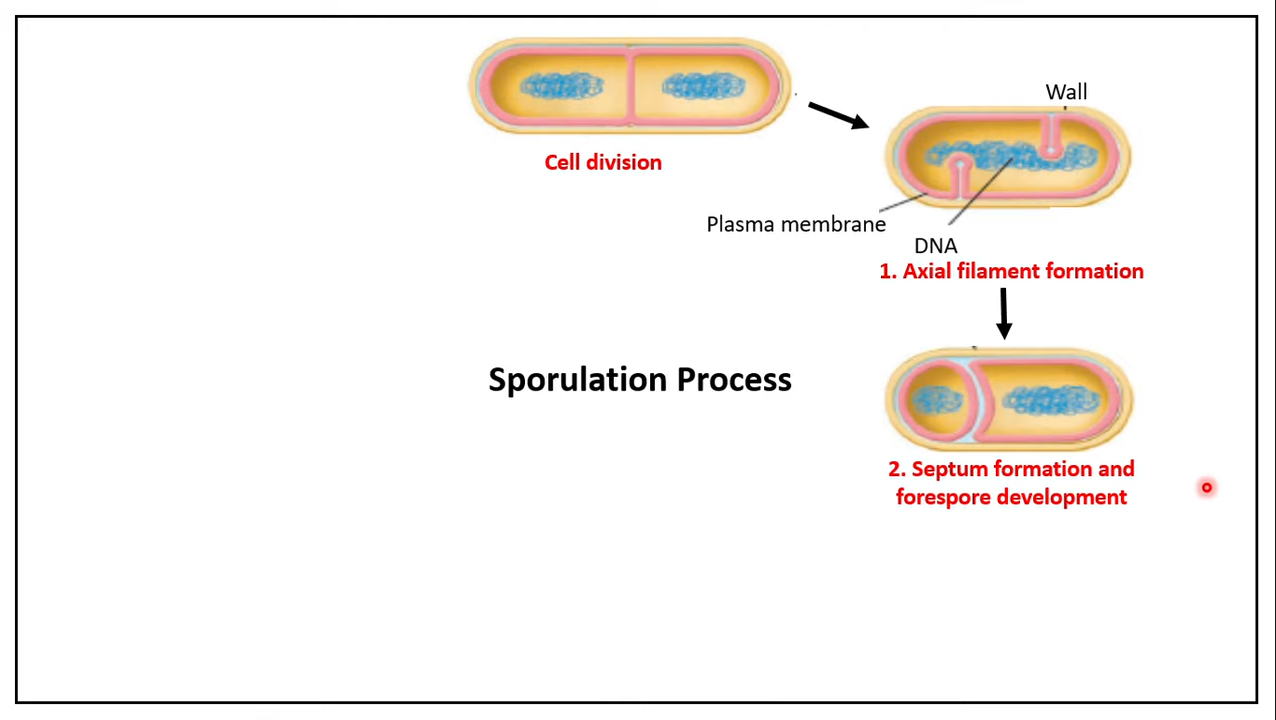 Wall
Cell division
Plasma membrane
DNA
1. Axial filament formation
Sporulation Process
2. Septum formation and
forespore development